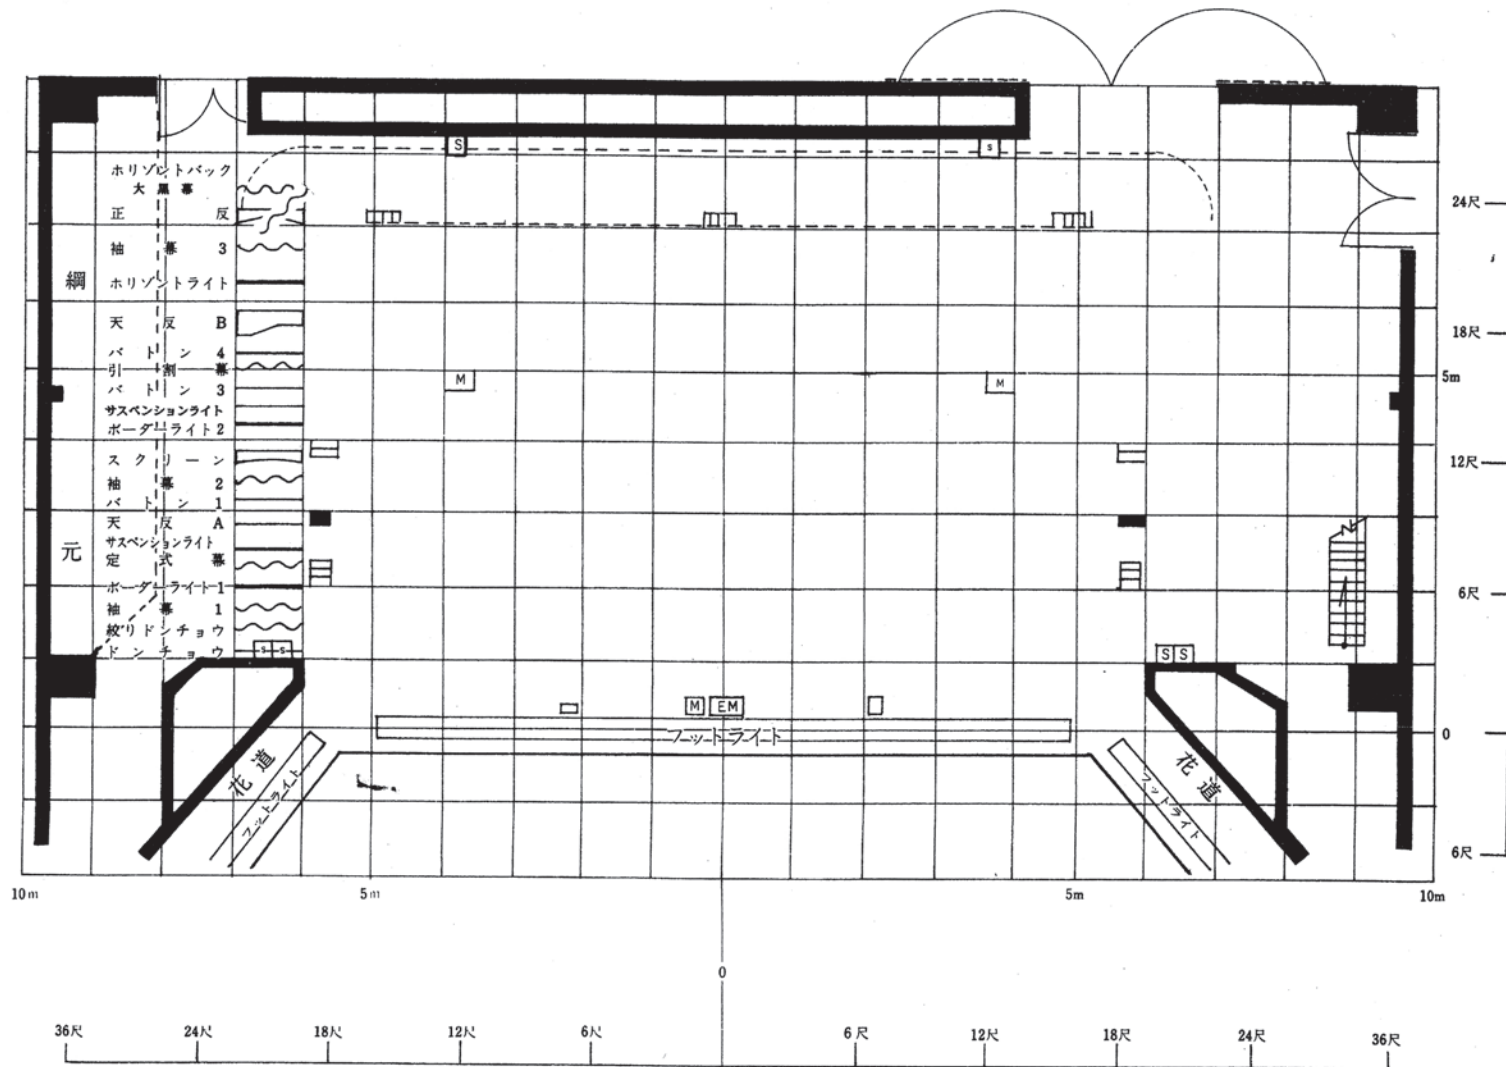 S
S
ホリゾントバック
大黒幕
正反
袖幕3
ホリゾントライト
天反B
バトン4
引割幕
バトン3
サスペンションライト
ボーダーライト2
スクリーン
袖幕2
バトン1
天反A
サスペンションライト
定式幕
ボーダーライト1
袖幕1
絞りドンチョウ
ドンチョウ
綱元
M
M
S S
S S
M EM
フットライト
花道
フットライト
花道
フットライト
24尺
18尺
5m
12尺
6尺
0
6尺
10m 5m 5m 10m
0
36尺 24尺 18尺 12尺 6尺 6尺 12尺 18尺 24尺 36尺